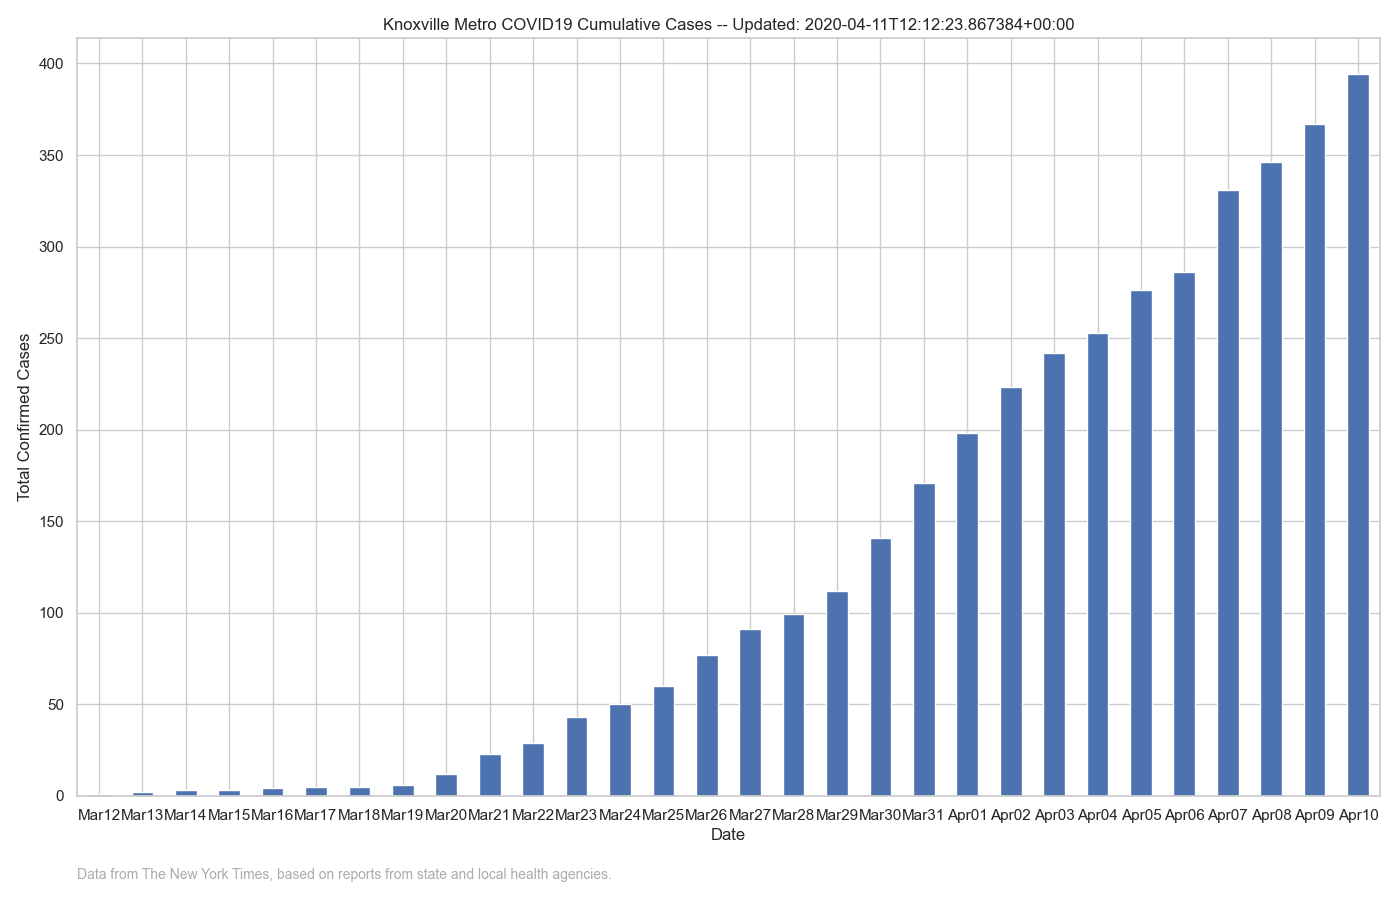 Knoxville Metro COVID19 Cumulative Cases -- Updated: 2020-04-11T12:12:23.867384+00:00
400
350
300
250
200
150
100
50
0
Total Confirmed Cases
Mar12 Mar13 Mar14 Mar15 Mar16 Mar17 Mar18 Mar19 Mar20 Mar21 Mar22 Mar23 Mar24 Mar25 Mar26 Mar27 Mar28 Mar29 Mar30 Mar31 Apr01 Apr02 Apr03 Apr04 Apr05 Apr06 Apr07 Apr08 Apr09 Apr10
Date
Data from The New York Times, based on reports from state and local health agencies.